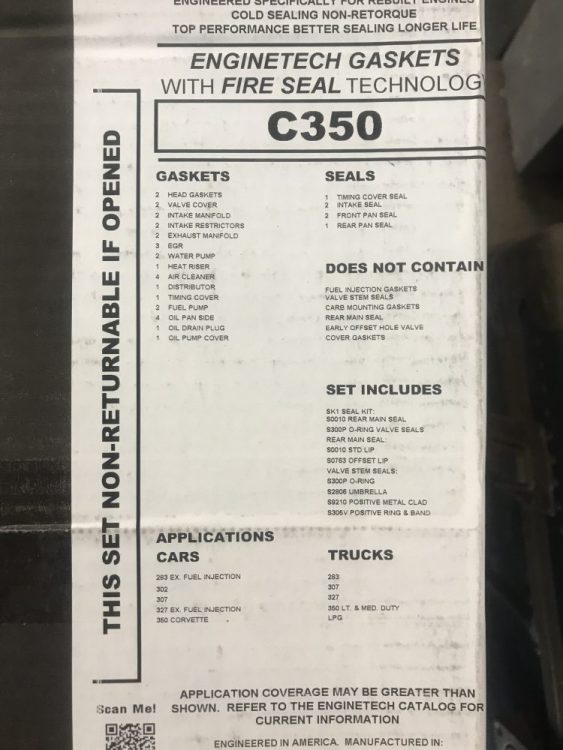 ENGINEERED SPECIFICALLY FOR REBUILT ENGINES
COLD SEALING NON-RETORQUE
TOP PERFORMANCE BETTER SEALING LONGER LIFE
ENGINETECH GASKETS
WITH FIRE SEAL TECHNOLOGY
C350
THIS SET NON-RETURNABLE IF OPENED
GASKETS
2 HEAD GASKETS
2 VALVE COVER
2 INTAKE MANIFOLD
2 INTAKE RESTRICTORS
2 EXHAUST MANIFOLD
3 EGR
2 WATER PUMP
1 HEAT RISER
4 AIR CLEANER
1 DISTRIBUTOR
1 TIMING COVER
2 FUEL PUMP
4 OIL PAN SIDE
1 OIL DRAIN PLUG
1 OIL PUMP COVER
SEALS
1 TIMING COVER SEAL
2 INTAKE SEAL
2 FRONT PAN SEAL
1 REAR PAN SEAL
DOES NOT CONTAIN
FUEL INJECTION GASKETS
VALVE STEM SEALS
CARB MOUNTING GASKETS
REAR MAIN SEAL
EARLY OFFSET HOLE VALVE
COVER GASKETS
SET INCLUDES
SK1 SEAL KIT:
S0010 REAR MAIN SEAL
S300P O-RING VALVE SEALS
REAR MAIN SEAL:
S0010 STD LIP
S0763 OFFSET LIP
VALVE STEM SEALS:
S300P O-RING
S2806 UMBRELLA
S9210 POSITIVE METAL CLAD
S305V POSITIVE RING & BAND
APPLICATIONS
CARS
283 EX. FUEL INJECTION
302
307
327 EX. FUEL INJECTION
350 CORVETTE
TRUCKS
283
307
327
350 LT. & MED. DUTY
LPG
Scan Me!
APPLICATION COVERAGE MAY BE GREATER THAN
SHOWN. REFER TO THE ENGINETECH CATALOG FOR
CURRENT INFORMATION
ENGINEERED IN AMERICA. MANUFACTURED IN: